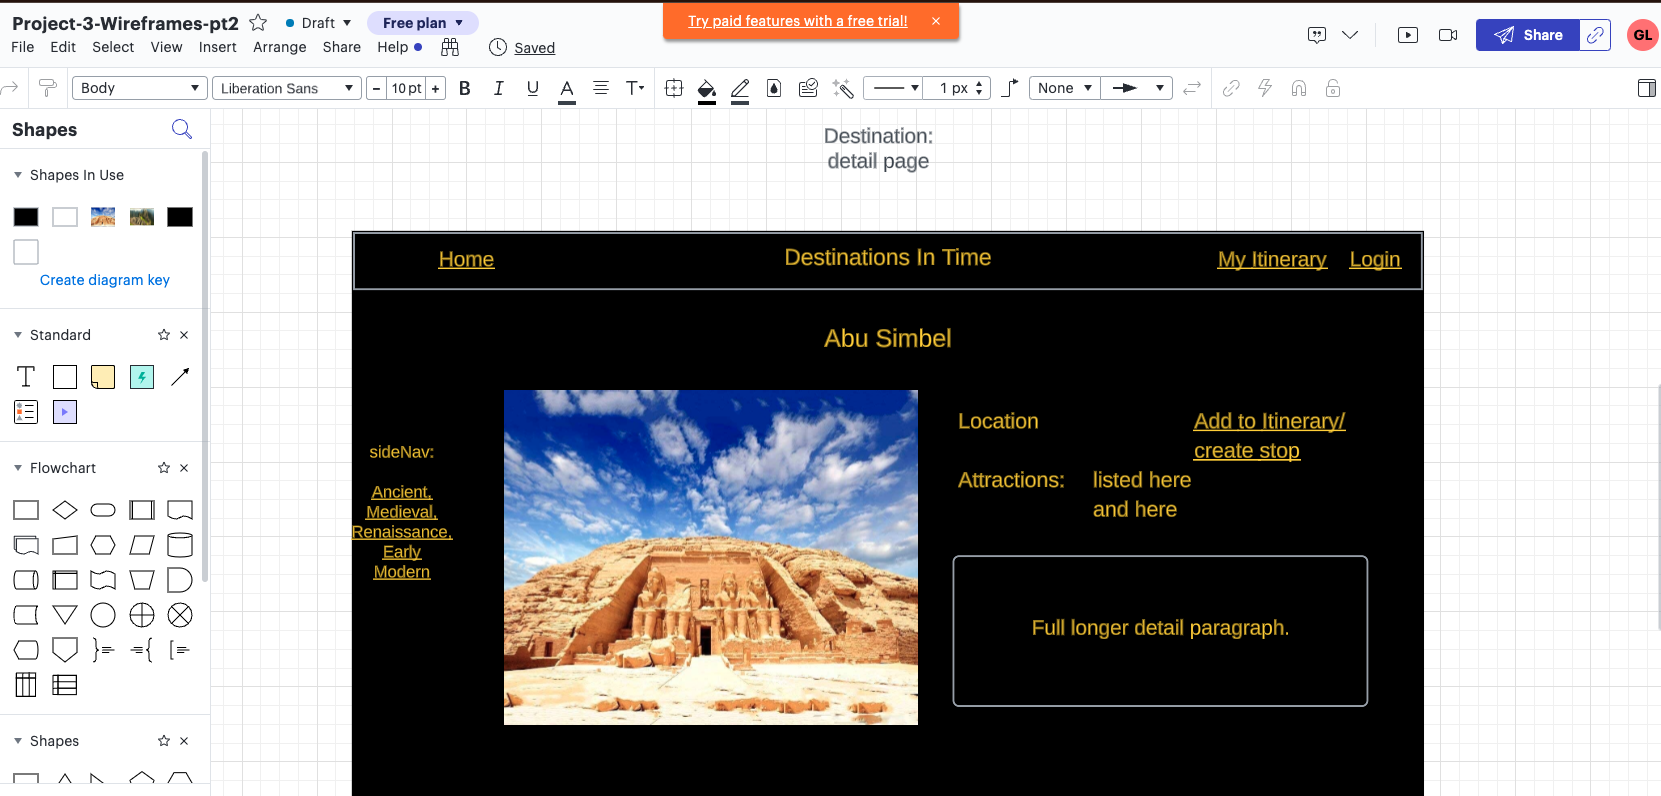 Project-3-Wireframes-pt2
Draft
Free plan
Try paid features with a free trial!
File Edit Select View Insert Arrange Share Help
Saved
Share
GL
Body
Liberation Sans
- 10 pt +
B I U A T
1 px
None
Shapes
Shapes In Use
Create diagram key
Standard
T
Flowchart
Shapes
Destination:
detail page
Home
Destinations In Time
My Itinerary
Login
Abu Simbel
sideNav:
Ancient,
Medieval,
Renaissance,
Early
Modern
Location
Add to Itinerary/
create stop
Attractions:
listed here
and here
Full longer detail paragraph.